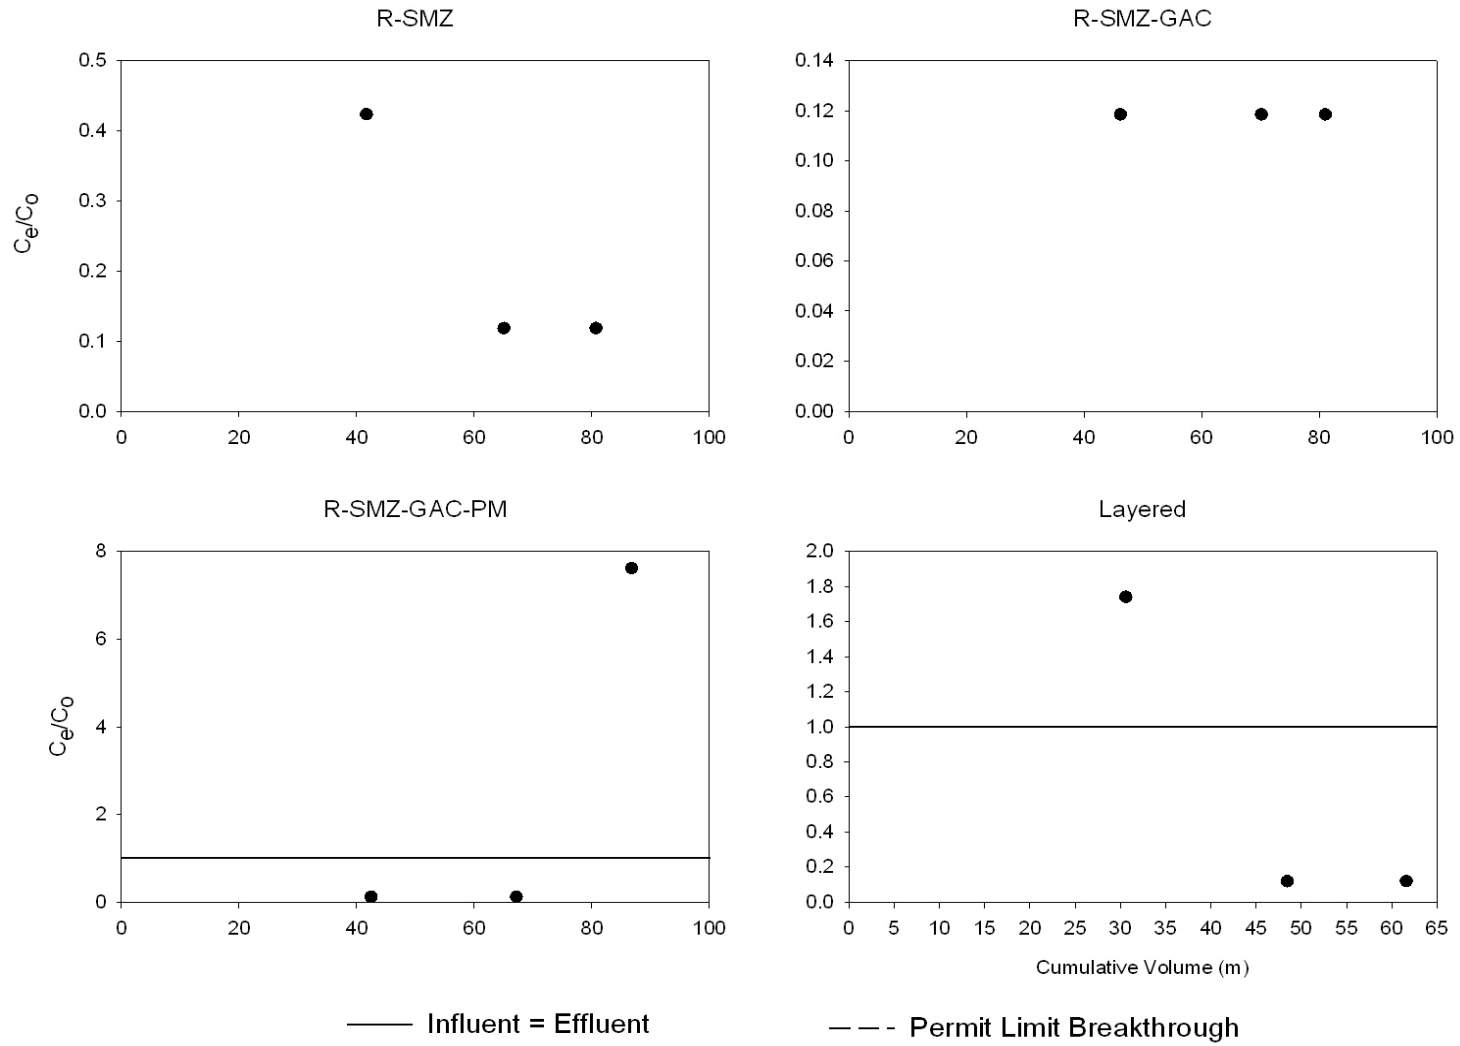 R-SMZ
R-SMZ-GAC
0.5
0.4
0.3
0.2
0.1
0.0
Ce/Co
0 20 40 60 80 100
0.14
0.12
0.10
0.08
0.06
0.04
0.02
0.00
0 20 40 60 80 100
R-SMZ-GAC-PM
Layered
8
6
4
2
0
Ce/Co
0 20 40 60 80 100
2.0
1.8
1.6
1.4
1.2
1.0
0.8
0.6
0.4
0.2
0.0
0 5 10 15 20 25 30 35 40 45 50 55 60 65
Cumulative Volume (m)
Influent = Effluent
Permit Limit Breakthrough